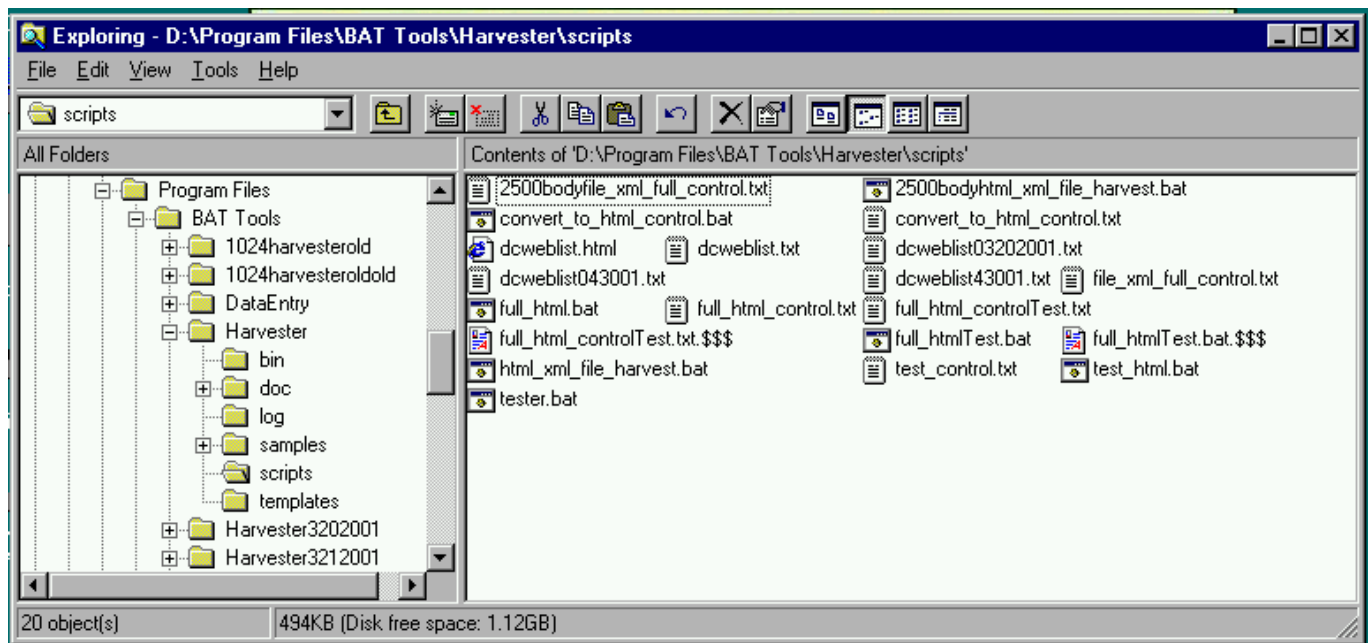 Exploring - D:\Program Files\BAT Tools\Harvester\scripts
File Edit View Tools Help
scripts
All Folders
Contents of 'D:\Program Files\BAT Tools\Harvester\scripts'
Program Files
BAT Tools
1024harvesterold
1024harvesteroldold
DataEntry
Harvester
bin
doc
log
samples
scripts
templates
Harvester3202001
Harvester3212001
2500bodyfile_xml_full_control.txt 2500bodyhtml_xml_file_harvest.bat
convert_to_html_control.bat convert_to_html_control.txt
dcweblist.html dcweblist.txt dcweblist03202001.txt
dcweblist043001.txt dcweblist43001.txt file_xml_full_control.txt
full_html.bat full_html_control.txt full_html_controlTest.txt
full_html_controlTest.txt.$$$ full_htmlTest.bat full_htmlTest.bat.$$$
html_xml_file_harvest.bat test_control.txt test_html.bat
tester.bat
20 object(s) 494KB (Disk free space: 1.12GB)